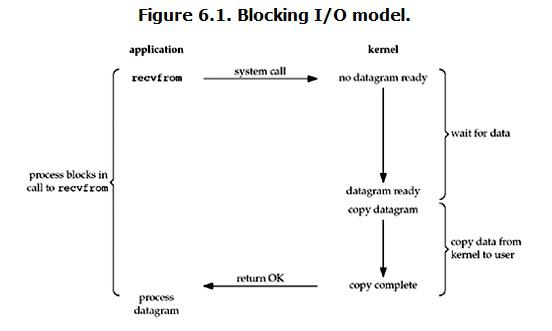 Figure 6.1. Blocking I/O model.
application
kernel
recvfrom
system call
no datagram ready
wait for data
process blocks in
call to recvfrom
datagram ready
copy datagram
copy data from
kernel to user
return OK
copy complete
process
datagram